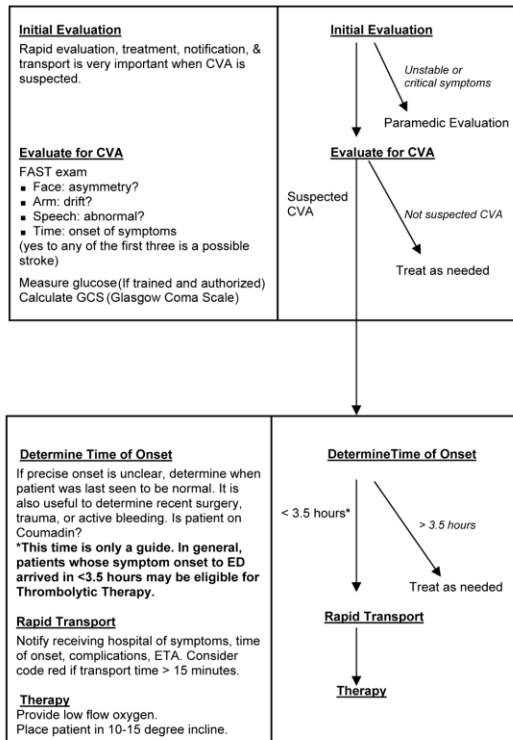 Initial Evaluation
Rapid evaluation, treatment, notification, &
transport is very important when CVA is
suspected.
Evaluate for CVA
FAST exam
▪ Face: asymmetry?
▪ Arm: drift?
▪ Speech: abnormal?
▪ Time: onset of symptoms
(yes to any of the first three is a possible
stroke)
Measure glucose(If trained and authorized)
Calculate GCS(Glasgow Coma Scale)
Initial Evaluation
Unstable or
critical symptoms
Paramedic Evaluation
Evaluate for CVA
Suspected
CVA
Not suspected CVA
Treat as needed
Determine Time of Onset
If precise onset is unclear, determine when
patient was last seen to be normal. It is
also useful to determine recent surgery,
trauma, or active bleeding. Is patient on
Coumadin?
*This time is only a guide. In general,
patients whose symptom onset to ED
arrived in <3.5 hours may be eligible for
Thrombolytic Therapy.
Rapid Transport
Notify receiving hospital of symptoms, time
of onset, complications, ETA. Consider
code red if transport time > 15 minutes.
Therapy
Provide low flow oxygen.
Place patient in 10-15 degree incline.
DetermineTime of Onset
< 3.5 hours*
> 3.5 hours
Treat as needed
Rapid Transport
Therapy